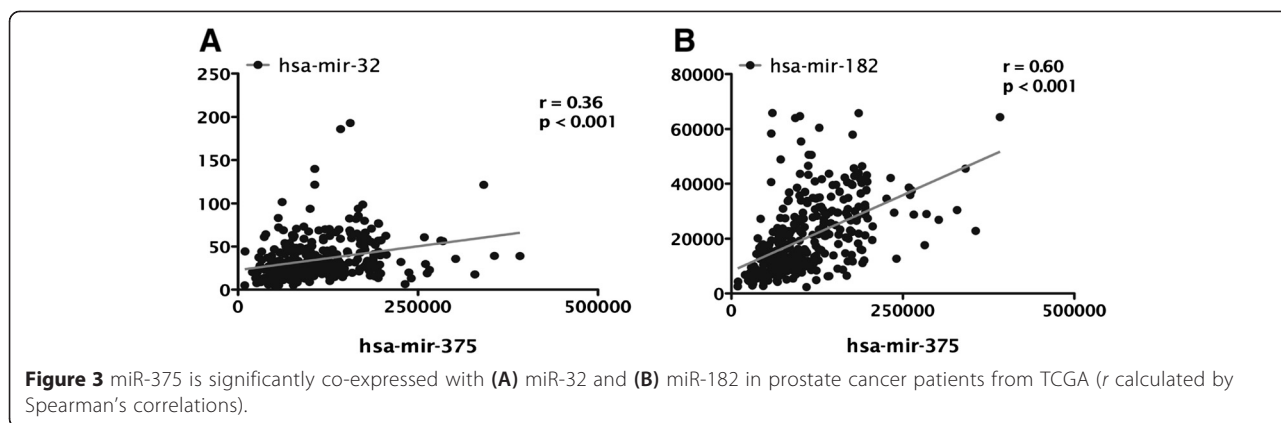 A
hsa-mir-32
250
200
150
100
50
0
r = 0.36
p < 0.001
0 250000 500000
hsa-mir-375
B
hsa-mir-182
80000
60000
40000
20000
0
r = 0.60
p < 0.001
0 250000 500000
hsa-mir-375
Figure 3 miR-375 is significantly co-expressed with (A) miR-32 and (B) miR-182 in prostate cancer patients from TCGA (r calculated by
Spearman's correlations).